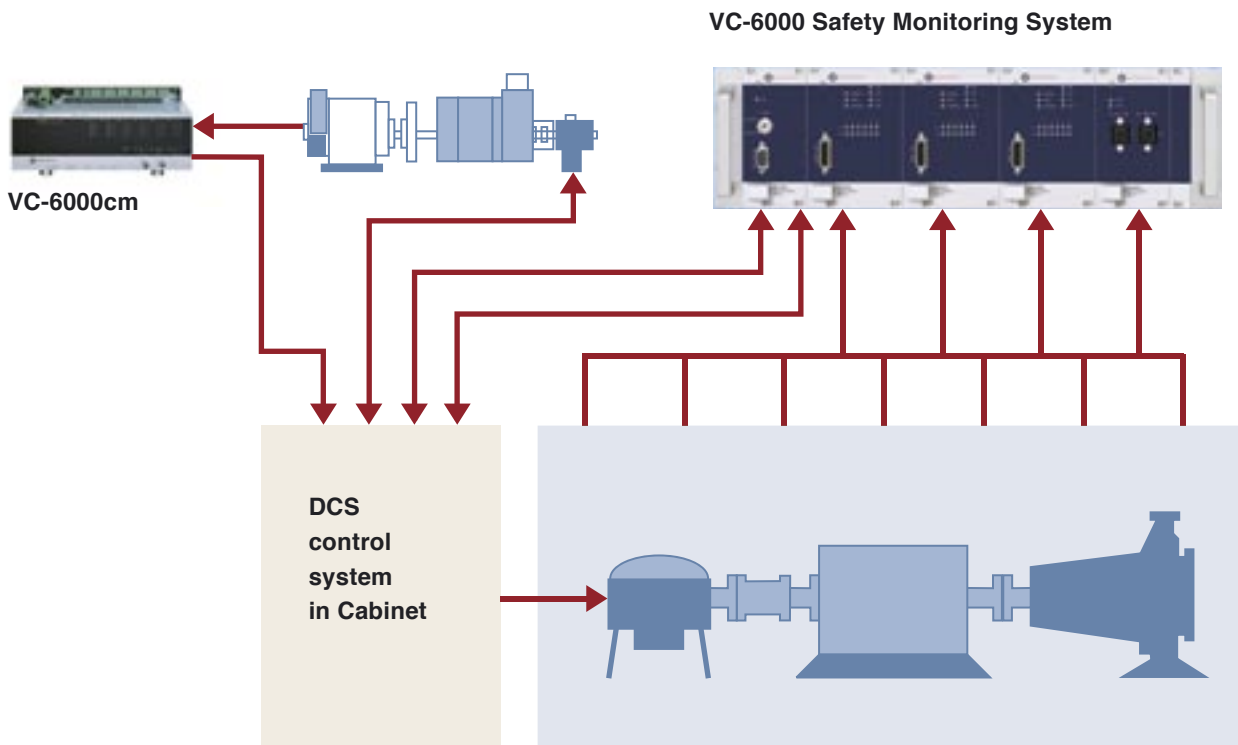 VC-6000 Safety Monitoring System
VC-6000cm
DCS
control
system
in Cabinet